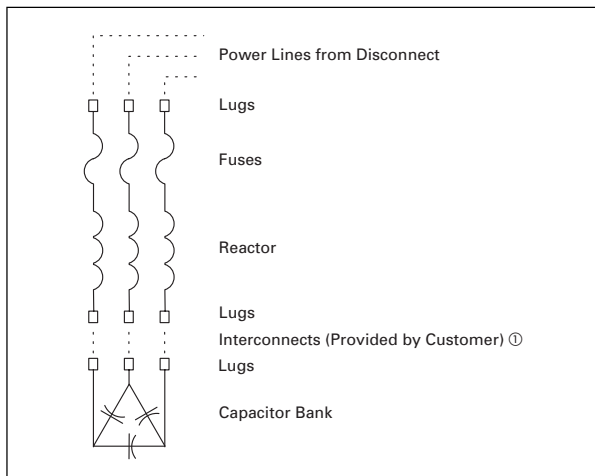 Power Lines from Disconnect
Lugs
Fuses
Reactor
Lugs
Interconnects (Provided by Customer) ①
Lugs
Capacitor Bank